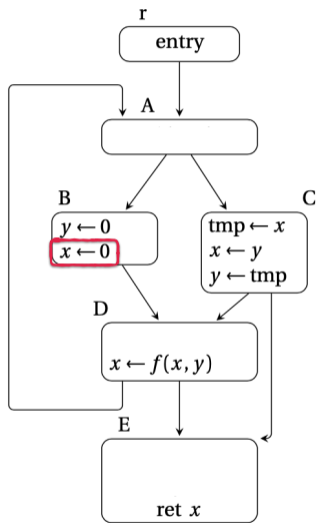 r
entry
A
B
y ← 0
x ← 0
C
tmp ← x
x ← y
y ← tmp
D
x ← f(x, y)
E
ret x